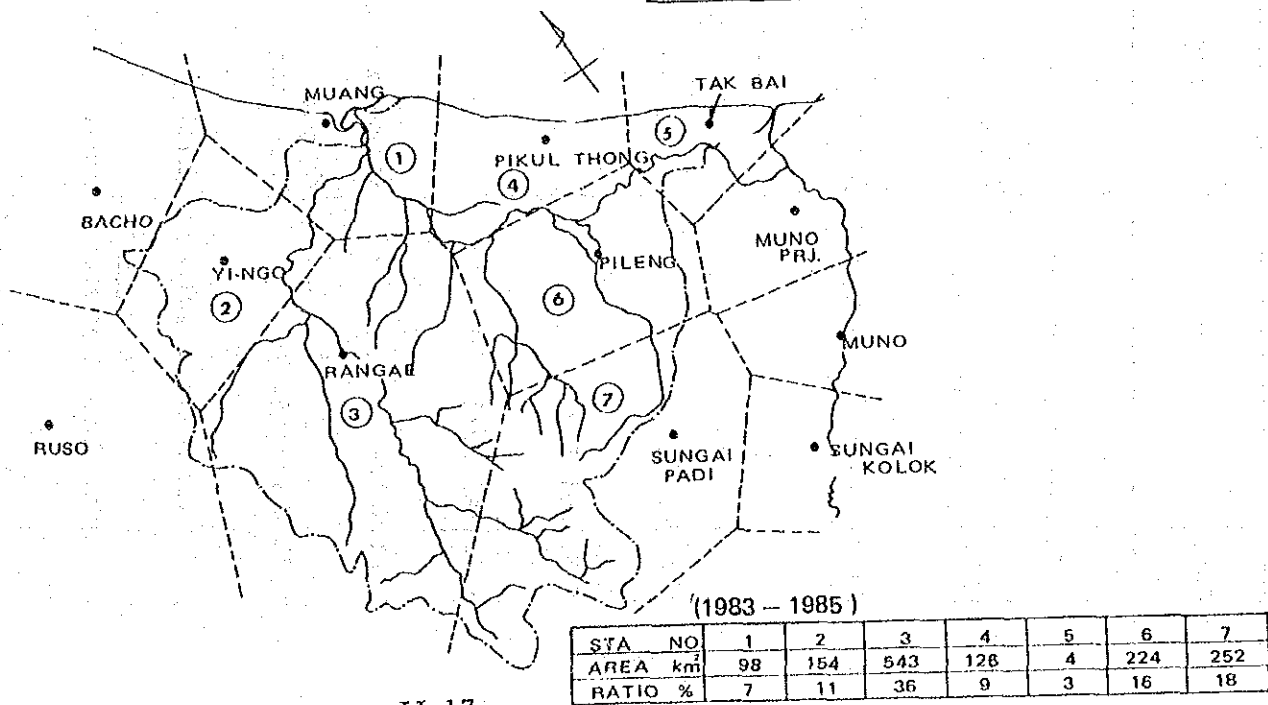 MUANG
TAK BAI
5
1
PIKUL THONG
4
BACHO
MUNO
PRJ.
YI-NGO
PILENG
2
6
MUNO
RANGAE
3
7
RUSO
SUNGAI
PADI
SUNGAI
KOLOK
(1983 – 1985)
STA NO 1 2 3 4 5 6 7
AREA km² 98 154 543 126 4 224 252
RATIO % 7 11 36 9 3 16 18